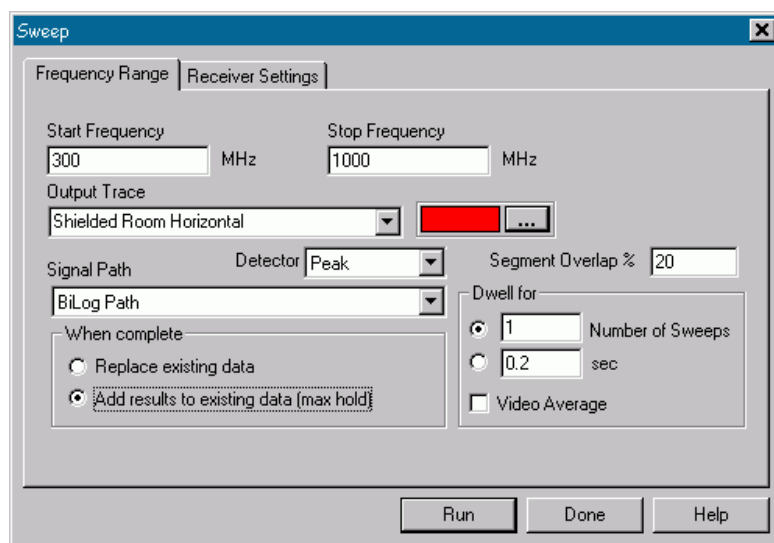 Sweep
Frequency Range Receiver Settings
Start Frequency Stop Frequency
300 MHz 1000 MHz
Output Trace
Shielded Room Horizontal ...
Signal Path Detector Peak Segment Overlap % 20
BiLog Path
Dwell for
When complete
1 Number of Sweeps
Replace existing data
0.2 sec
Add results to existing data (max hold)
Video Average
Run Done Help